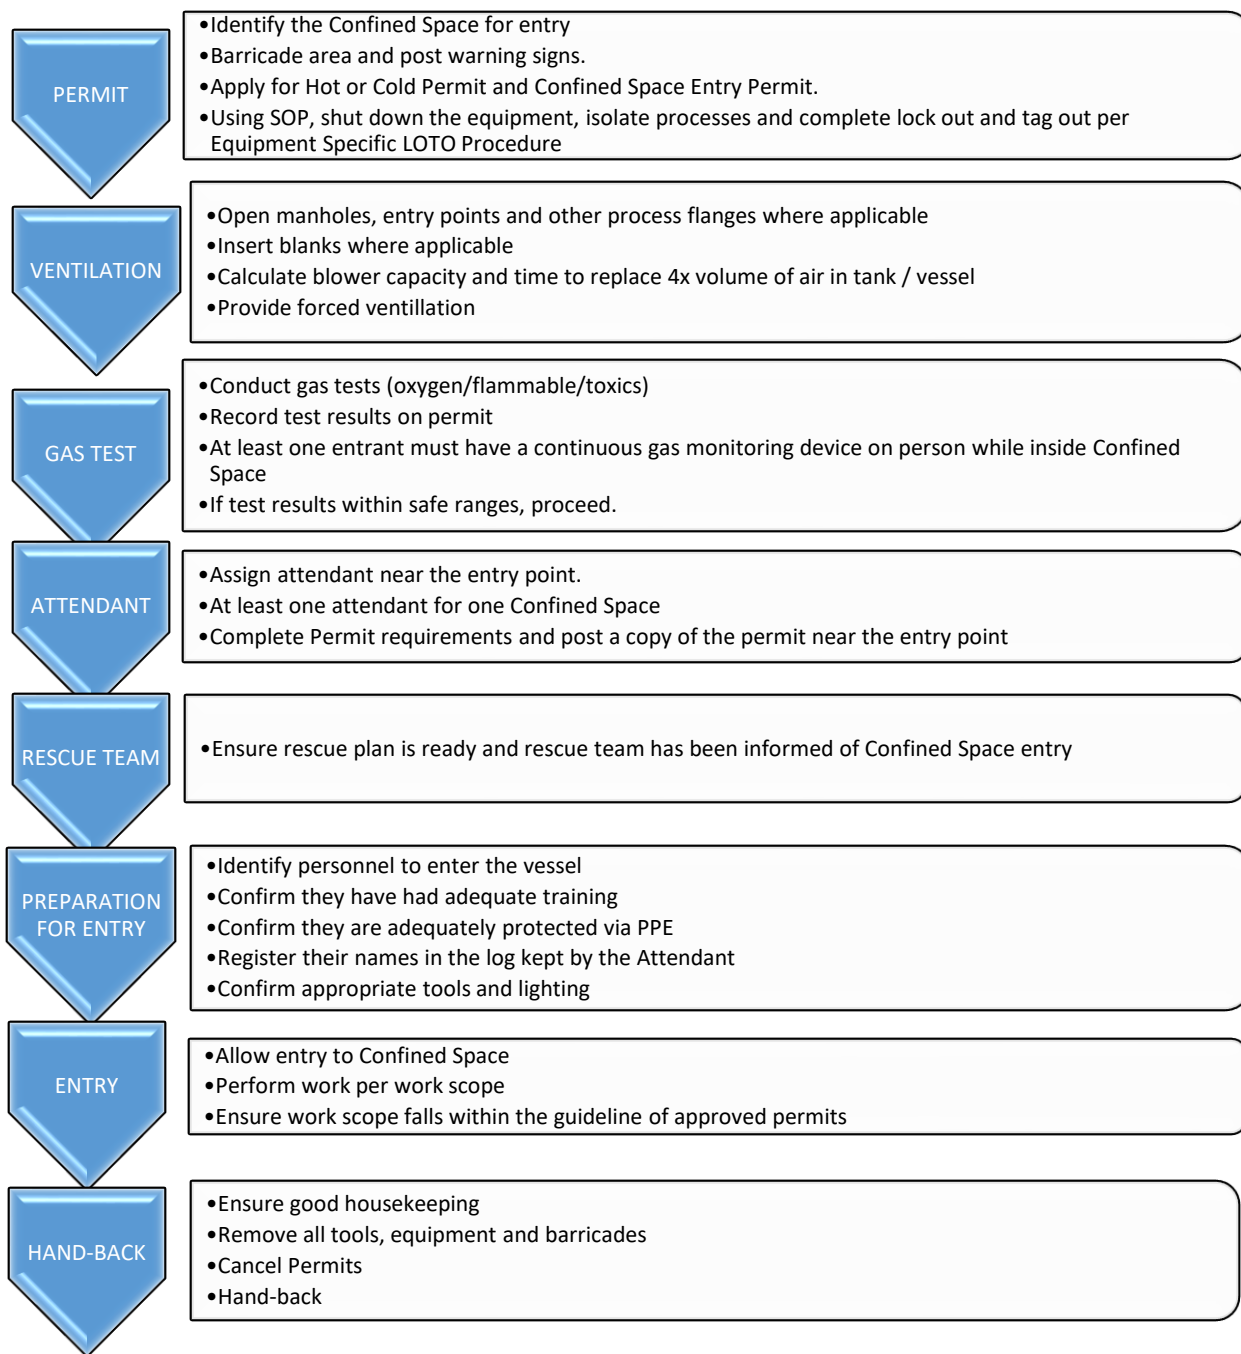 PERMIT
•Identify the Confined Space for entry
•Barricade area and post warning signs.
•Apply for Hot or Cold Permit and Confined Space Entry Permit.
•Using SOP, shut down the equipment, isolate processes and complete lock out and tag out per
Equipment Specific LOTO Procedure
VENTILATION
•Open manholes, entry points and other process flanges where applicable
•Insert blanks where applicable
•Calculate blower capacity and time to replace 4x volume of air in tank / vessel
•Provide forced ventillation
GAS TEST
•Conduct gas tests (oxygen/flammable/toxics)
•Record test results on permit
•At least one entrant must have a continuous gas monitoring device on person while inside Confined
Space
•If test results within safe ranges, proceed.
ATTENDANT
•Assign attendant near the entry point.
•At least one attendant for one Confined Space
•Complete Permit requirements and post a copy of the permit near the entry point
RESCUE TEAM
•Ensure rescue plan is ready and rescue team has been informed of Confined Space entry
PREPARATION
FOR ENTRY
•Identify personnel to enter the vessel
•Confirm they have had adequate training
•Confirm they are adequately protected via PPE
•Register their names in the log kept by the Attendant
•Confirm appropriate tools and lighting
ENTRY
•Allow entry to Confined Space
•Perform work per work scope
•Ensure work scope falls within the guideline of approved permits
HAND-BACK
•Ensure good housekeeping
•Remove all tools, equipment and barricades
•Cancel Permits
•Hand-back